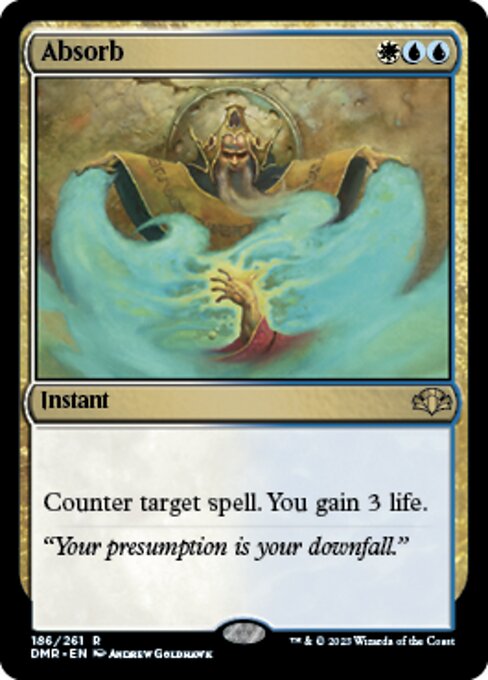 Absorb
Instant
Counter target spell. You gain 3 life.
“Your presumption is your downfall.”
186/261 R
DMR • EN Andrew Goldhawk
™ & © 2023 Wizards of the Coast